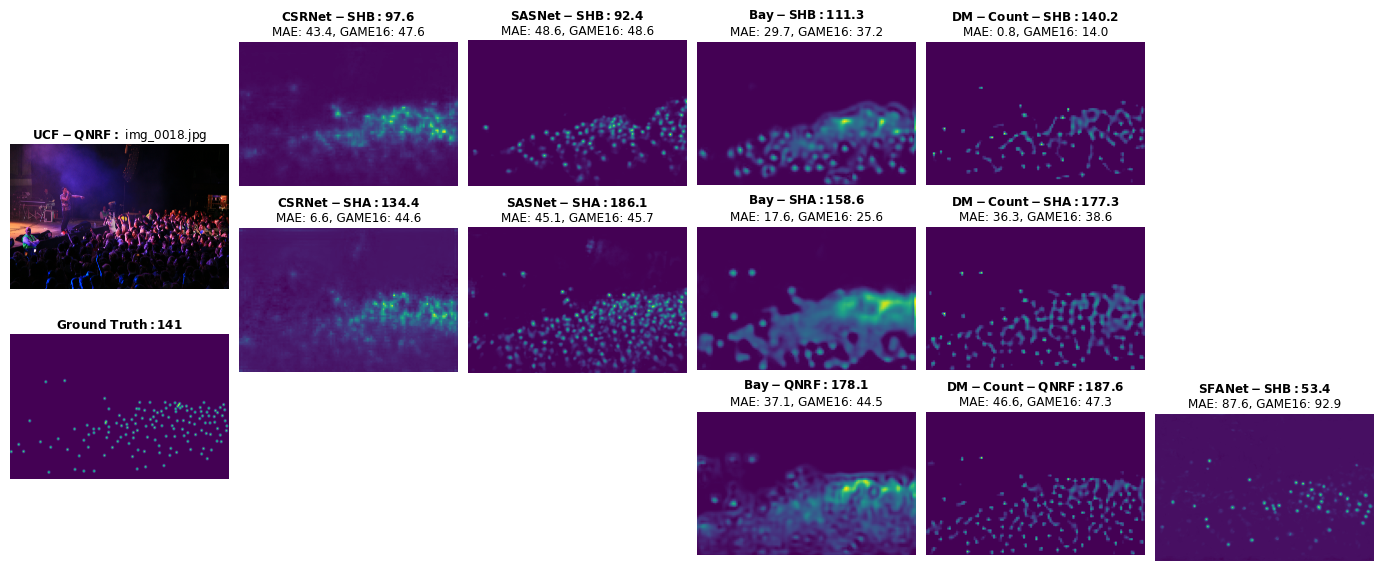 CSRNet − SHB: 97.6
MAE: 43.4, GAME16: 47.6
SASNet − SHB: 92.4
MAE: 48.6, GAME16: 48.6
Bay − SHB: 111.3
MAE: 29.7, GAME16: 37.2
DM − Count − SHB: 140.2
MAE: 0.8, GAME16: 14.0
UCF − QNRF: img_0018.jpg
CSRNet − SHA: 134.4
MAE: 6.6, GAME16: 44.6
SASNet − SHA: 186.1
MAE: 45.1, GAME16: 45.7
Bay − SHA: 158.6
MAE: 17.6, GAME16: 25.6
DM − Count − SHA: 177.3
MAE: 36.3, GAME16: 38.6
Ground Truth: 141
Bay − QNRF: 178.1
MAE: 37.1, GAME16: 44.5
DM − Count − QNRF: 187.6
MAE: 46.6, GAME16: 47.3
SFANet − SHB: 53.4
MAE: 87.6, GAME16: 92.9